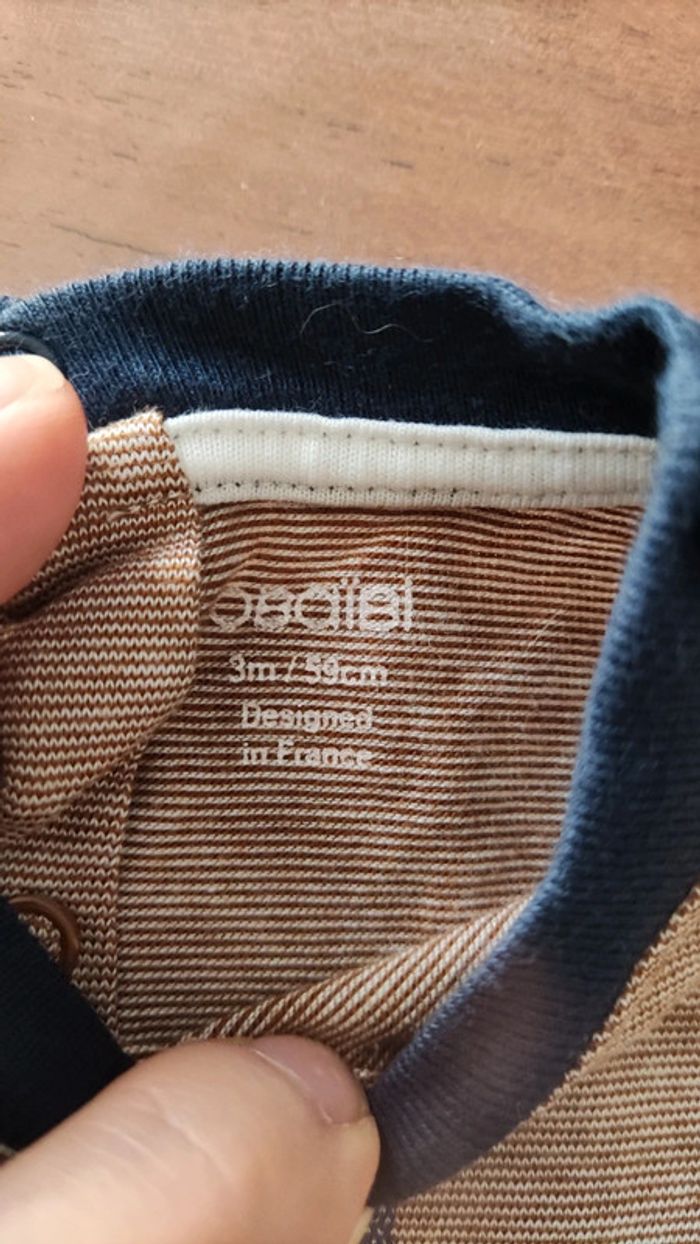 obaïbi
3m / 59cm
Designed
in France